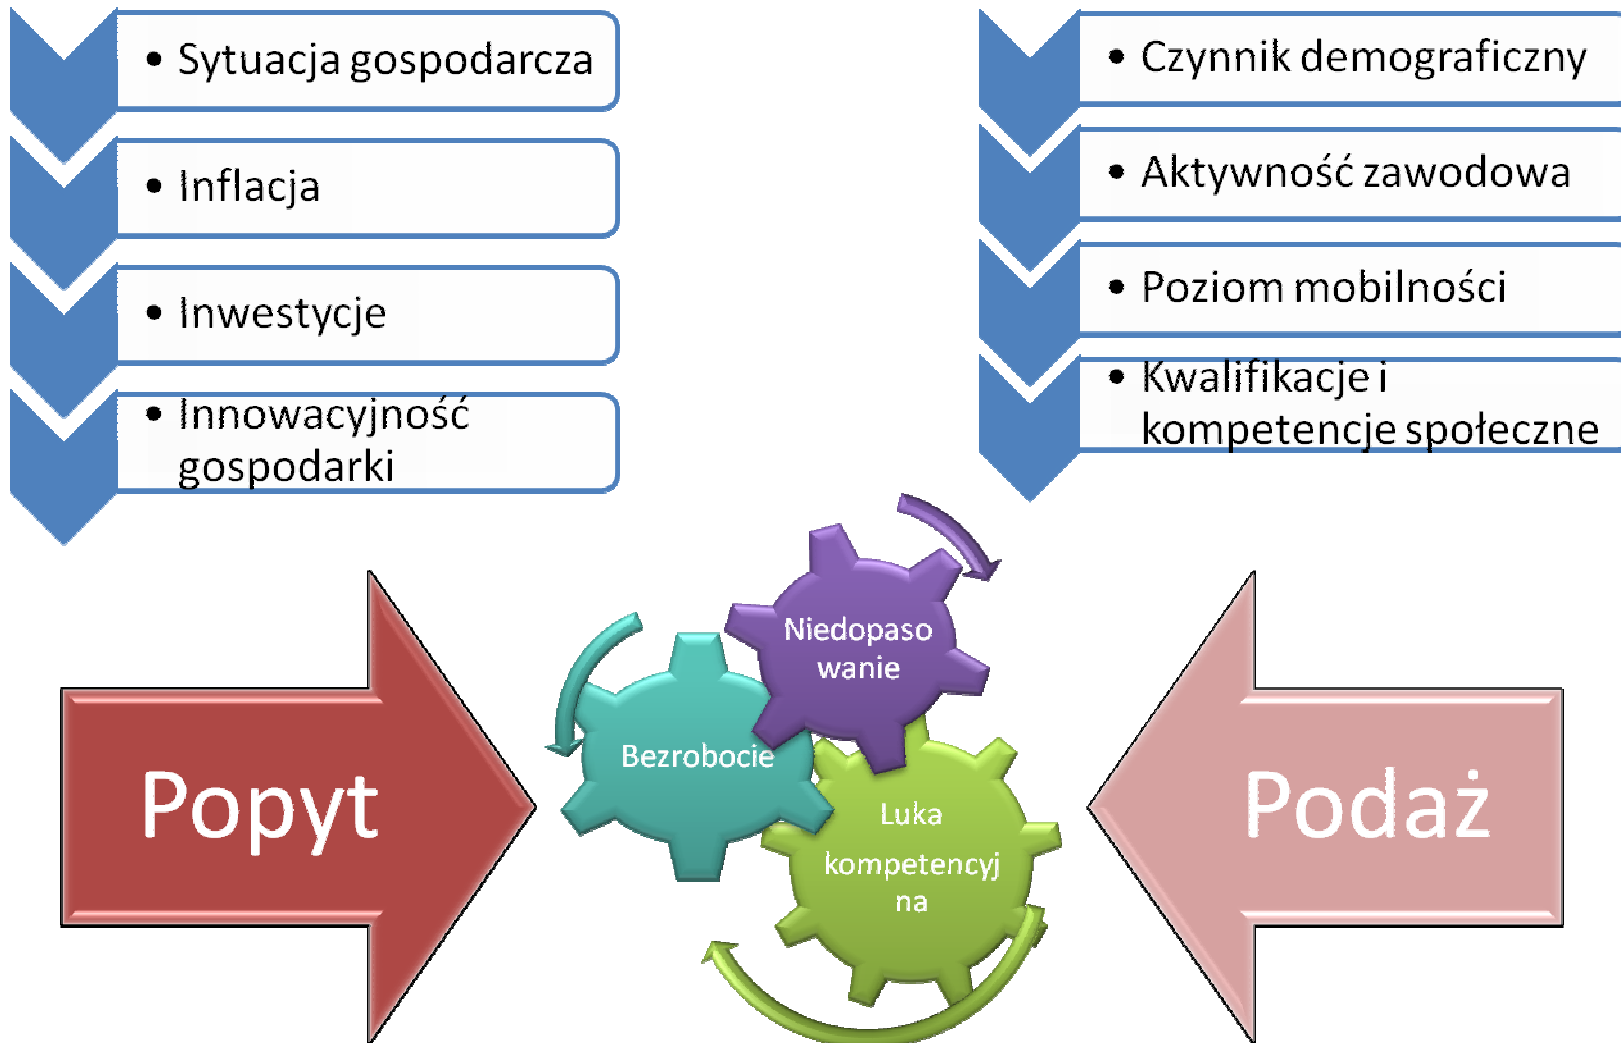 • Sytuacja gospodarcza
• Inflacja
• Inwestycje
• Innowacyjność
gospodarki
• Czynnik demograficzny
• Aktywność zawodowa
• Poziom mobilności
• Kwalifikacje i
kompetencje społeczne
Popyt
Niedopaso
wanie
Bezrobocie
Luka
kompetencyj
na
Podaż